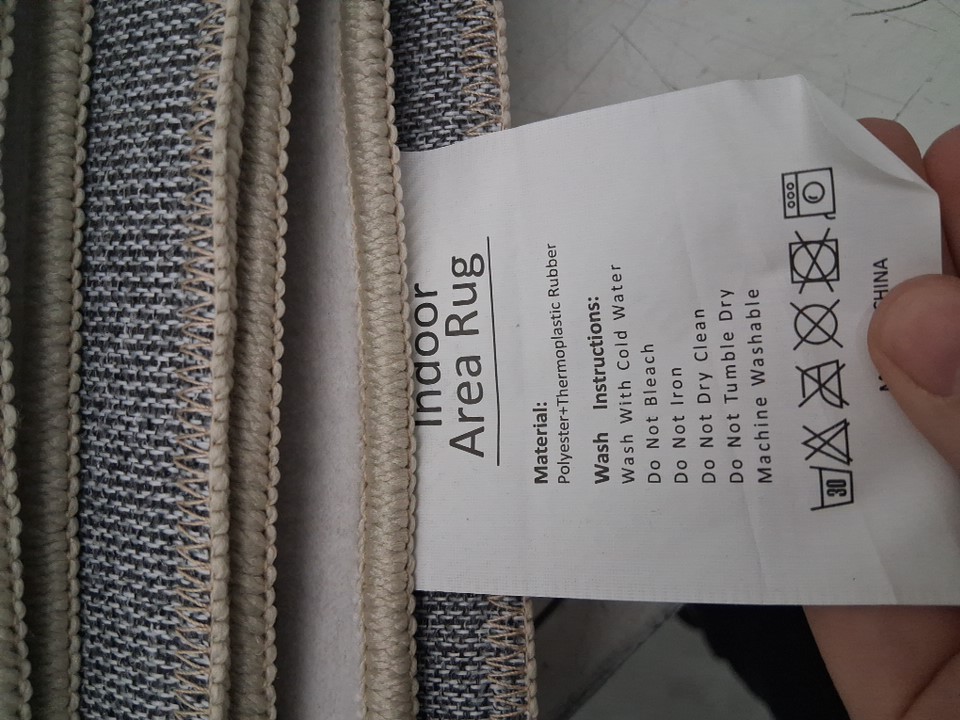 Indoor
Area Rug
Material:
Polyester+Thermoplastic Rubber
Wash Instructions:
Wash With Cold Water
Do Not Bleach
Do Not Iron
Do Not Dry Clean
Do Not Tumble Dry
Machine Washable
30
CHINA